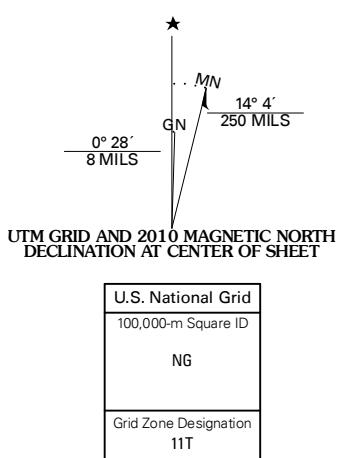 MN
14° 4´
250 MILS
GN
0° 28´
8 MILS
UTM GRID AND 2010 MAGNETIC NORTH
DECLINATION AT CENTER OF SHEET
U.S. National Grid
100,000-m Square ID
NG
Grid Zone Designation
11T